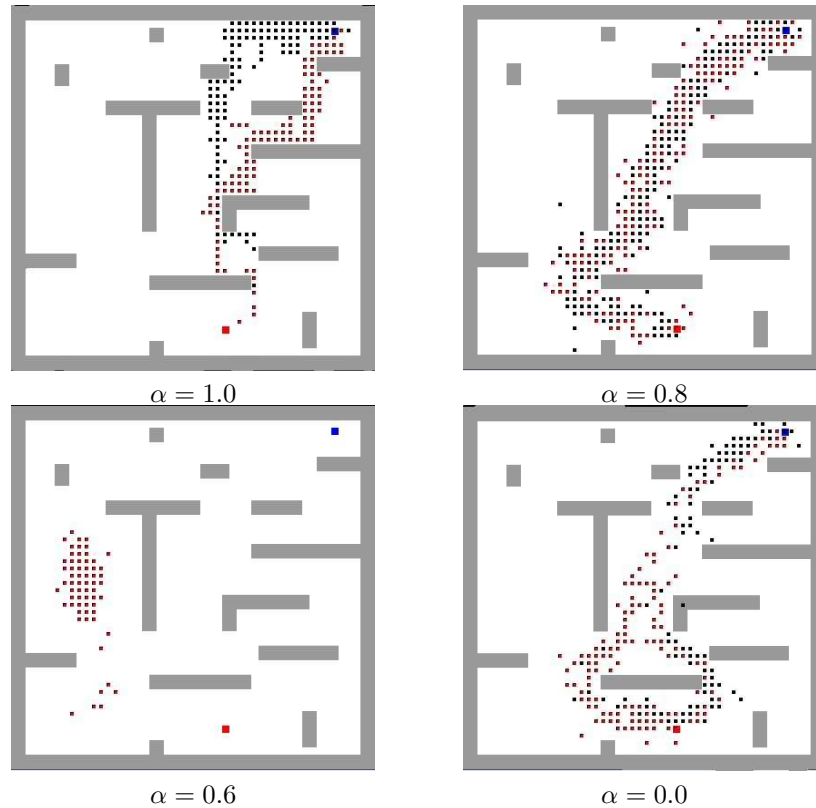 α = 1.0
α = 0.8
α = 0.6
α = 0.0